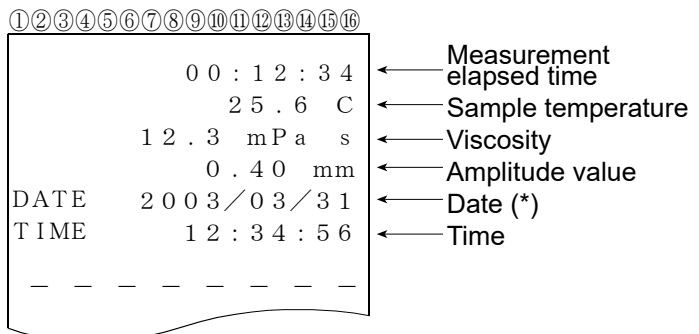 ①②③④⑤⑥⑦⑧⑨⑩⑪⑫⑬⑭⑮⑯
00:12:34
Measurement
elapsed time
25.6 C
Sample temperature
12.3 mPa s
Viscosity
0.40 mm
Amplitude value
DATE 2003/03/31
Date (*)
TIME 12:34:56
Time
– – – – – – – –